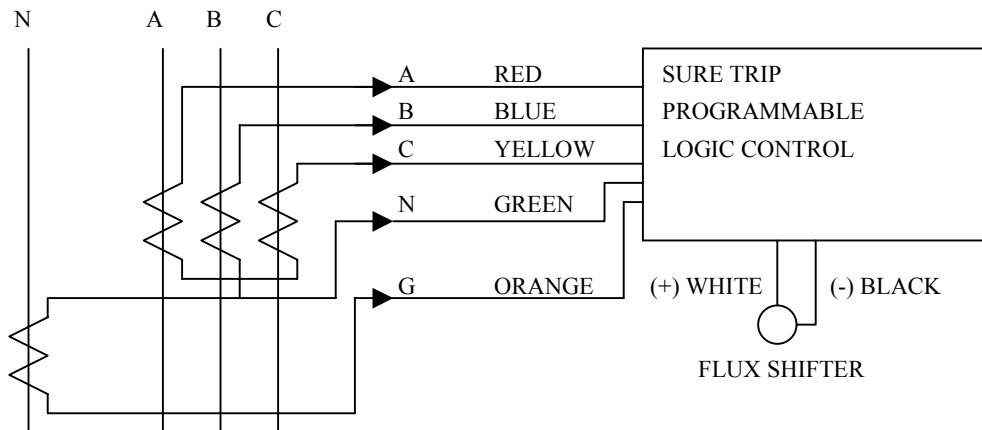 N A B C
A RED
B BLUE
C YELLOW
N GREEN
G ORANGE
SURE TRIP
PROGRAMMABLE
LOGIC CONTROL
(+) WHITE (-) BLACK
FLUX SHIFTER